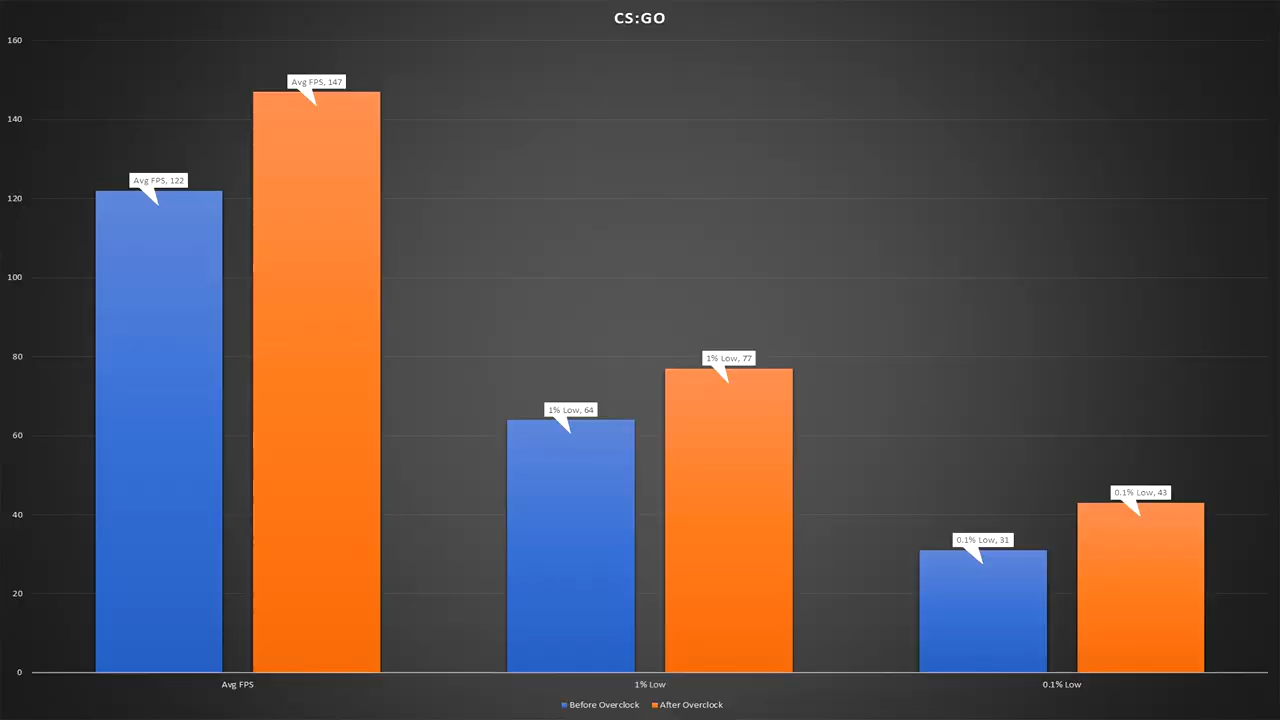 CS:GO
160
140
120
100
80
60
40
20
0
Avg FPS, 122
Avg FPS, 147
1% Low, 64
1% Low, 77
0.1% Low, 31
0.1% Low, 43
Avg FPS
1% Low
0.1% Low
Before Overclock
After Overclock